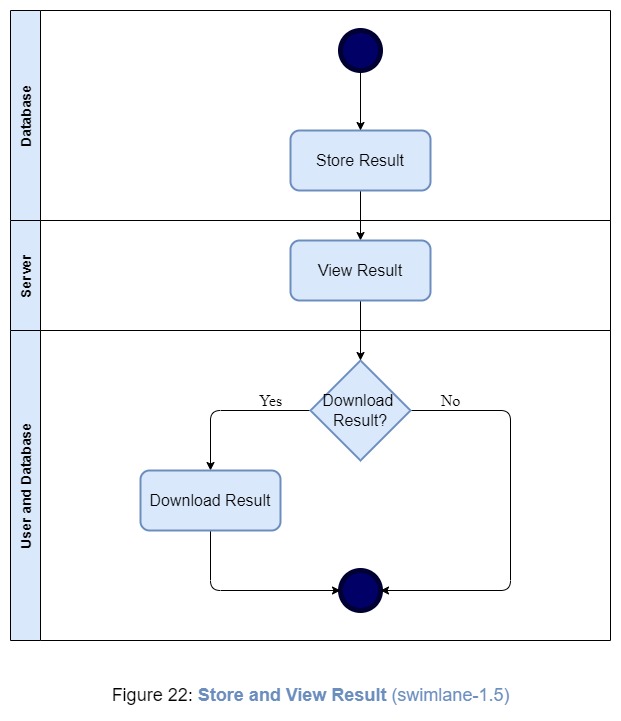 Database
Store Result
Server
View Result
User and Database
Download
Result?
Yes
No
Download Result
Figure 22: Store and View Result (swimlane-1.5)